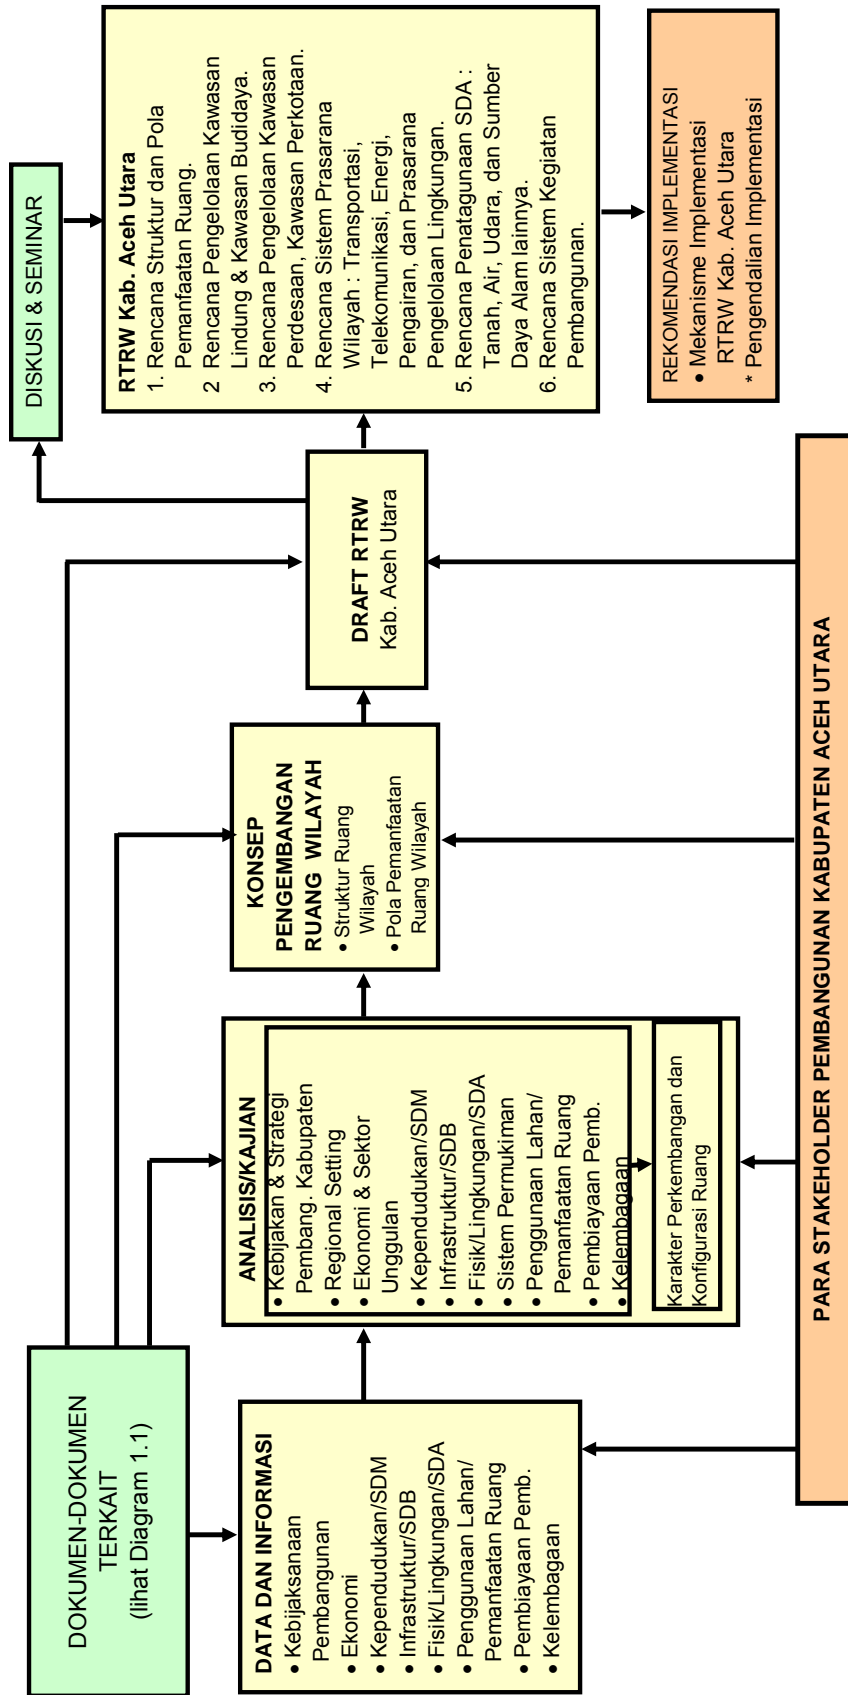 DOKUMEN-DOKUMEN
TERKAIT
(lihat Diagram 1.1)
DATA DAN INFORMASI
• Kebijaksanaan
Pembangunan
• Ekonomi
• Kependudukan/SDM
• Infrastruktur/SDB
• Fisik/Lingkungan/SDA
• Penggunaan Lahan/
Pemanfaatan Ruang
• Pembiayaan Pemb.
• Kelembagaan
ANALISIS/KAJIAN
• Kebijakan & Strategi
Pembang. Kabupaten
• Regional Setting
• Ekonomi & Sektor
Unggulan
• Kependudukan/SDM
• Infrastruktur/SDB
• Fisik/Lingkungan/SDA
• Sistem Permukiman
• Penggunaan Lahan/
Pemanfaatan Ruang
• Pembiayaan Pemb.
• Kelembagaan
Karakter Perkembangan dan
Konfigurasi Ruang
KONSEP
PENGEMBANGAN
RUANG WILAYAH
• Struktur Ruang
Wilayah
• Pola Pemanfaatan
Ruang Wilayah
DRAFT RTRW
Kab. Aceh Utara
DISKUSI & SEMINAR
RTRW Kab. Aceh Utara
1. Rencana Struktur dan Pola
Pemanfaatan Ruang.
2 Rencana Pengelolaan Kawasan
Lindung & Kawasan Budidaya.
3. Rencana Pengelolaan Kawasan
Perdesaan, Kawasan Perkotaan.
4. Rencana Sistem Prasarana
Wilayah : Transportasi,
Telekomunikasi, Energi,
Pengairan, dan Prasarana
Pengelolaan Lingkungan.
5. Rencana Penatagunaan SDA :
Tanah, Air, Udara, dan Sumber
Daya Alam lainnya.
6. Rencana Sistem Kegiatan
Pembangunan.
REKOMENDASI IMPLEMENTASI
• Mekanisme Implementasi
RTRW Kab. Aceh Utara
* Pengendalian Implementasi
PARA STAKEHOLDER PEMBANGUNAN KABUPATEN ACEH UTARA